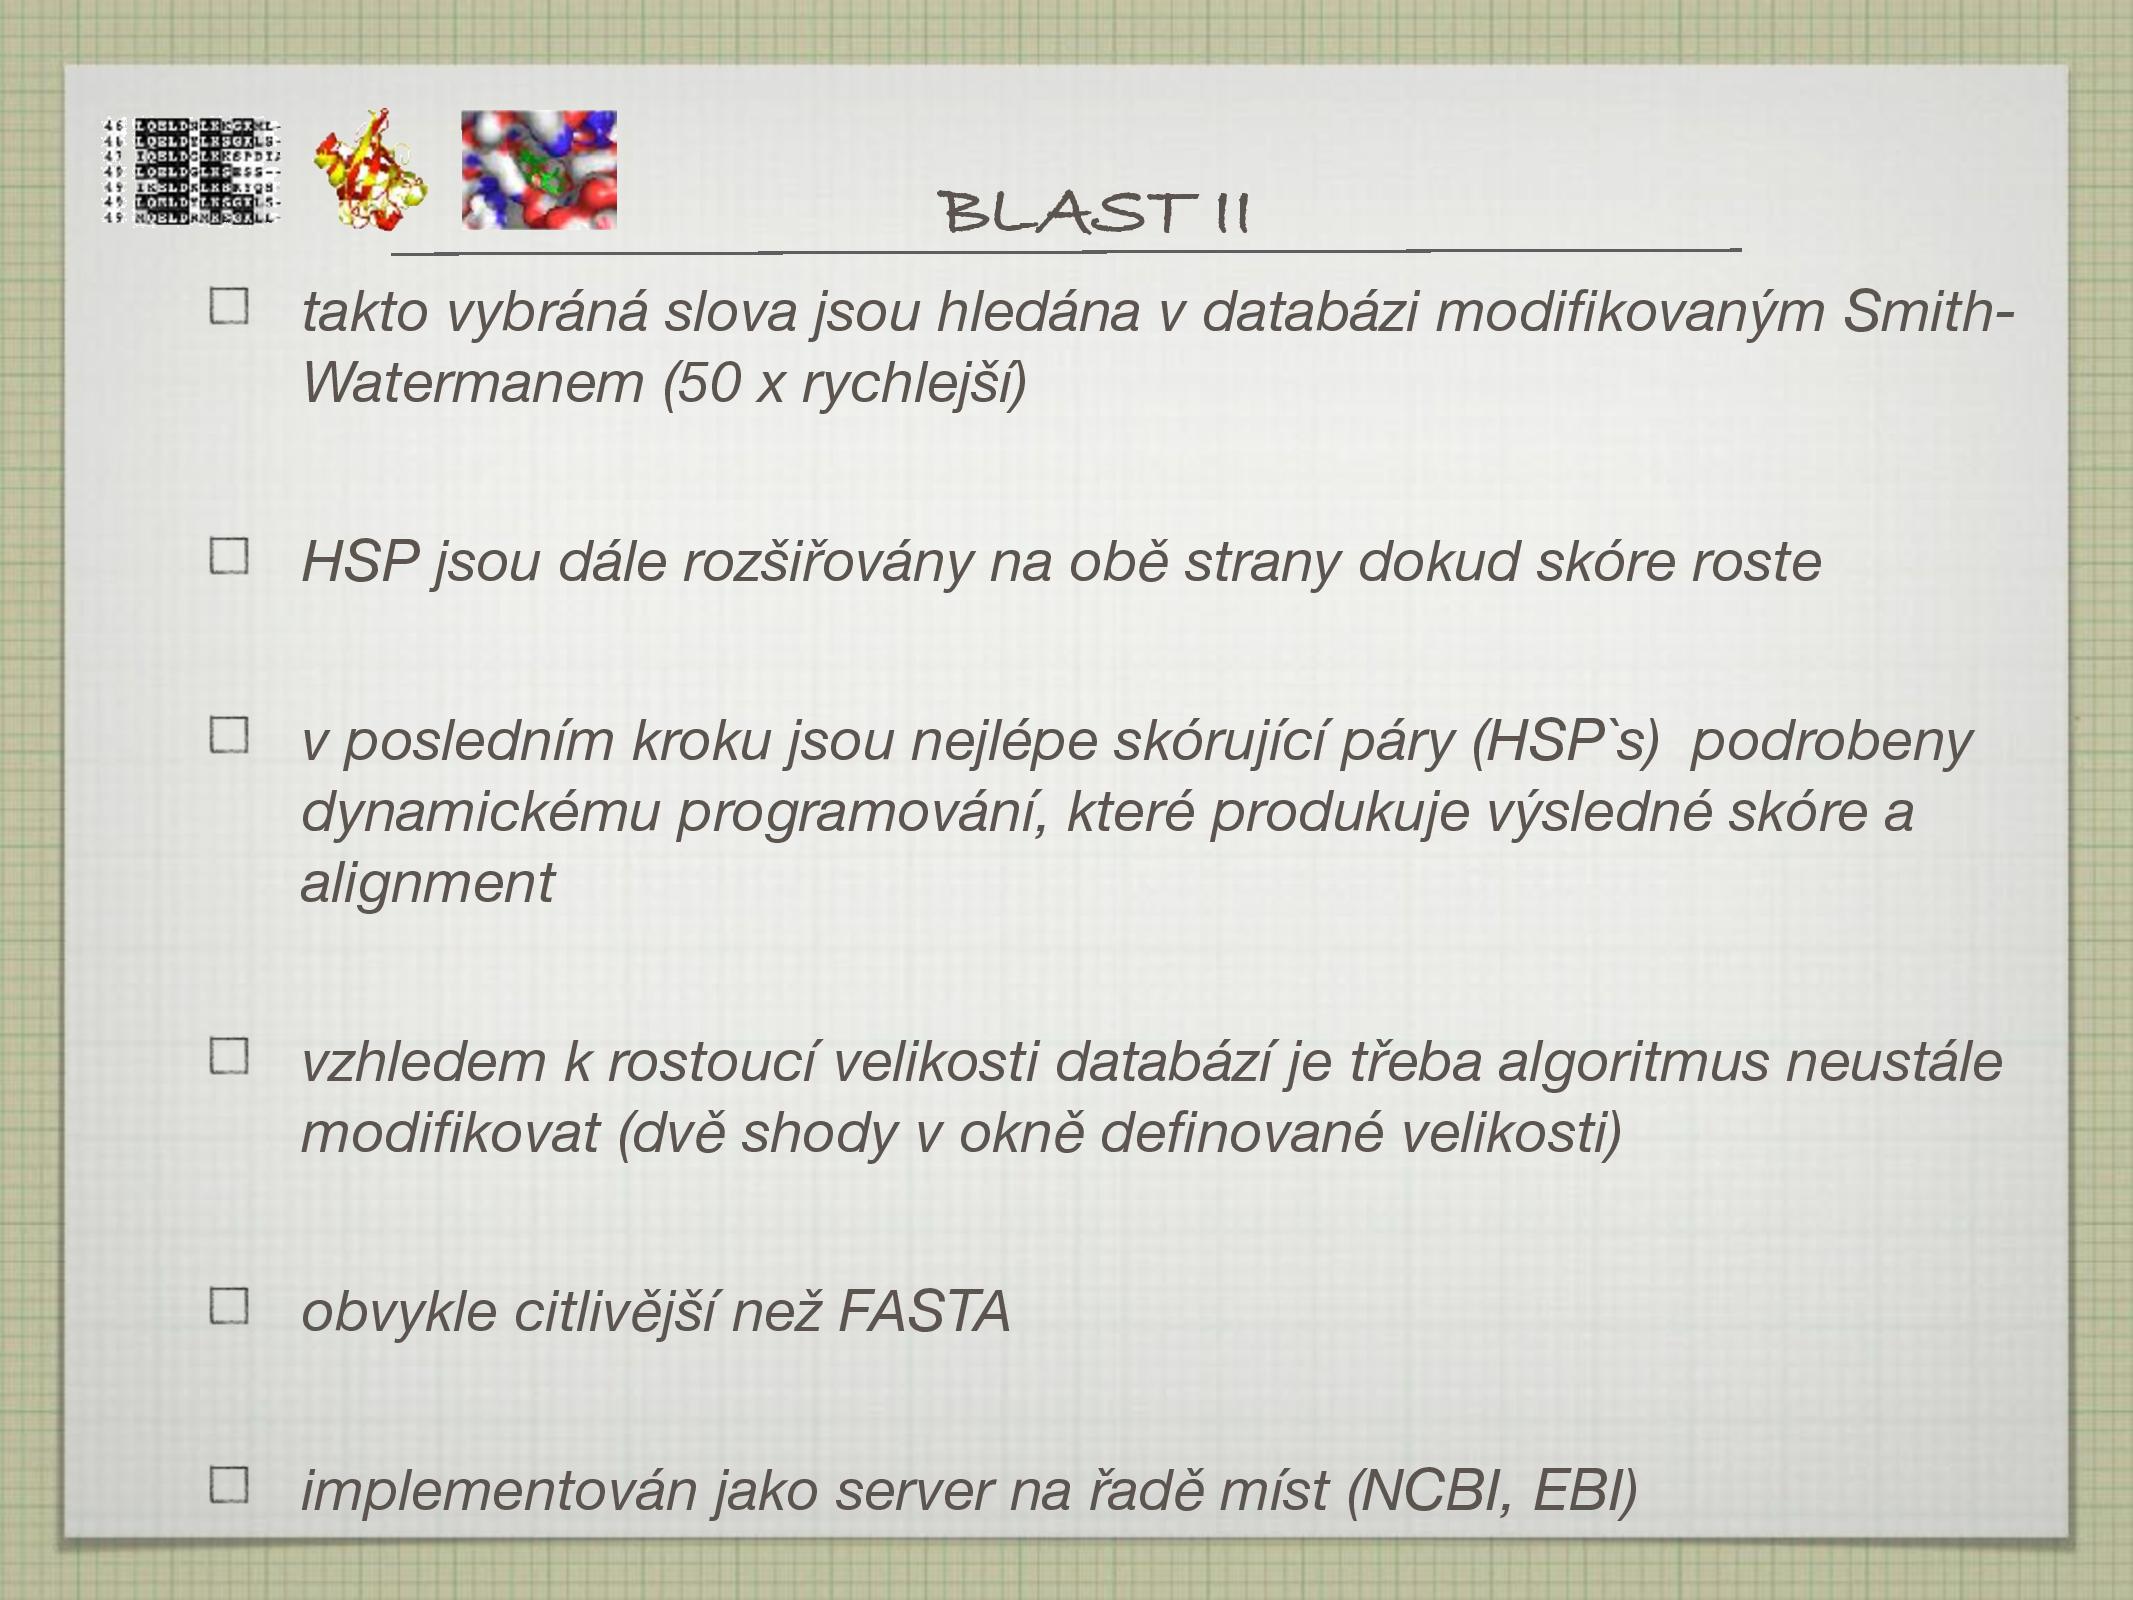 BLAST II
takto vybráná slova jsou hledána v databázi modifikovaným Smith-
Watermanem (50 x rychlejší)
HSP jsou dále rozšiřovány na obě strany dokud skóre roste
v posledním kroku jsou nejlépe skórující páry (HSP`s) podrobeny
dynamickému programování, které produkuje výsledné skóre a
alignment
vzhledem k rostoucí velikosti databází je třeba algoritmus neustále
modifikovat (dvě shody v okně definované velikosti)
obvykle citlivější než FASTA
implementován jako server na řadě míst (NCBI, EBI)